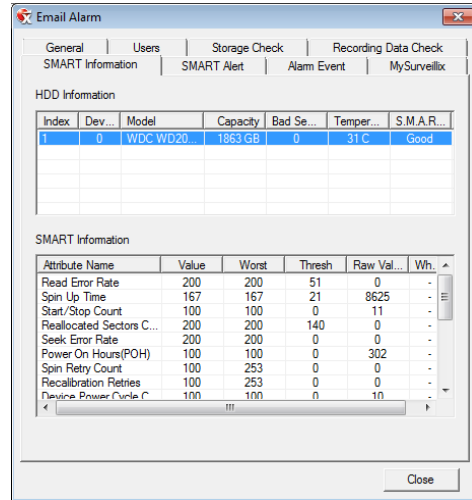 Email Alarm
General Users Storage Check Recording Data Check
SMART Information SMART Alert Alarm Event MySurveillix
HDD Information
Index Dev... Model Capacity Bad Se... Temper... S.M.A.R...
1 0 WDC WD20... 1863 GB 0 31 C Good
SMART Information
Attribute Name Value Worst Thresh Raw Val... Wh.
Read Error Rate 200 200 51 0 -
Spin Up Time 167 167 21 8625 -
Start/Stop Count 100 100 0 11 -
Reallocated Sectors C... 200 200 140 0 -
Seek Error Rate 200 200 0 0 -
Power On Hours(POH) 100 100 0 302 -
Spin Retry Count 100 253 0 0 -
Recalibration Retries 100 253 0 0 -
Device Power Cycle C... 100 100 0 10 -
Close